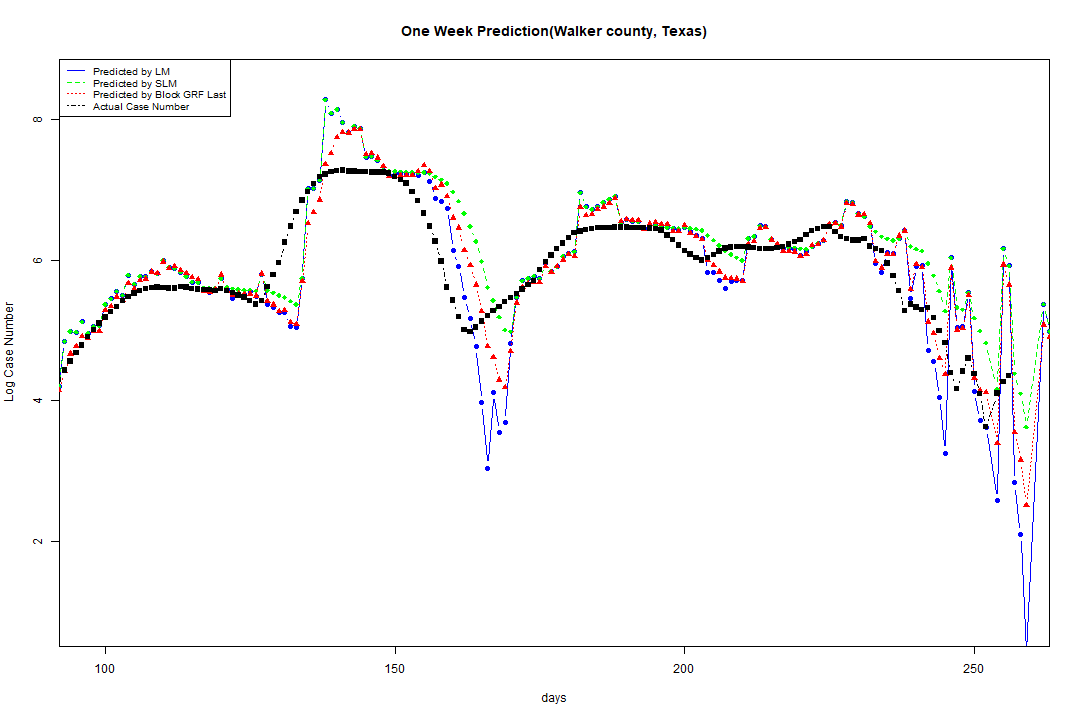 One Week Prediction(Walker county, Texas)
Predicted by LM
Predicted by SLM
Predicted by Block GRF Last
Actual Case Number
8
6
4
2
Log Case Number
100 150 200 250
days